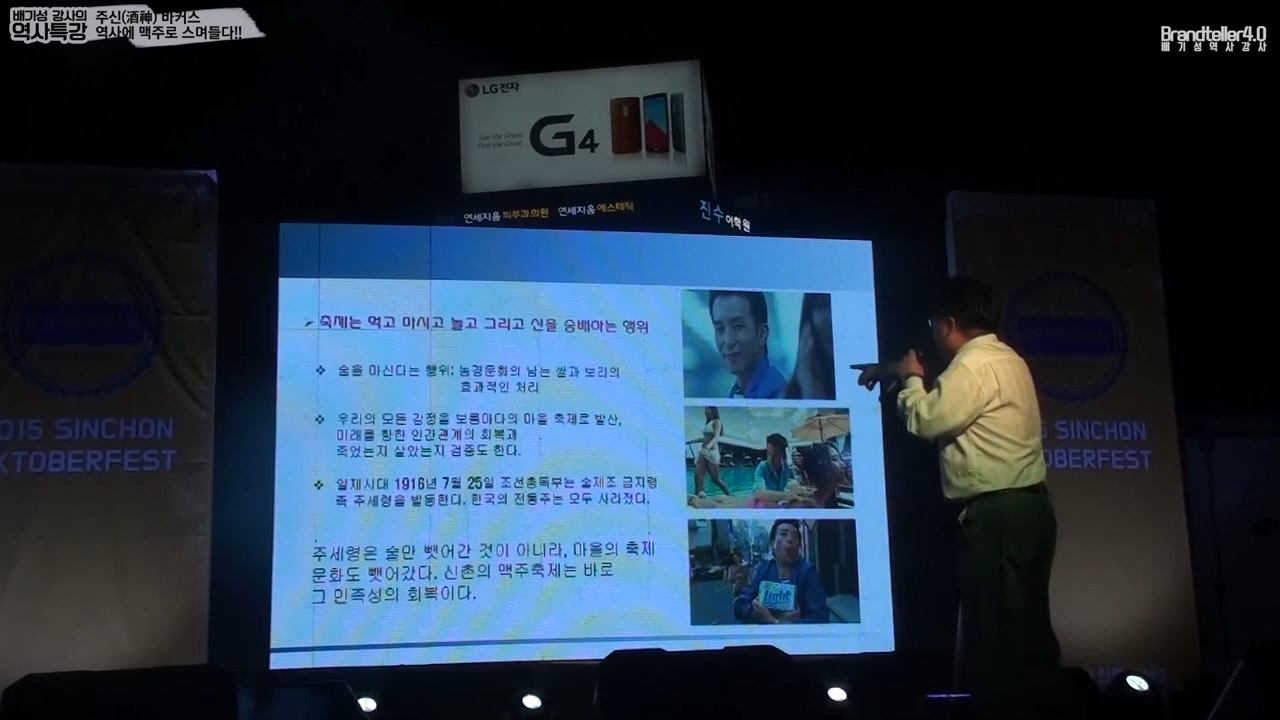 배기성 강사의
역사특강
주신(酒神) 바커스
역사에 맥주로 스며들다!!
Brandteller4.0
배기성역사강사
LG전자
See the Great,
Feel the Great
G4
연세지움피부과의원 연세지움에스테틱
진수어학원
축제는 먹고 마시고 놀고 그리고 신을 숭배하는 행위
술을 마신다는 행위: 농경문화의 남는 쌀과 보리의
효과적인 처리
우리의 모든 감정을 보름마다의 마을 축제로 발산,
미래를 향한 인간관계의 회복과
죽었는지 살았는지 검증도 한다.
일제시대 1916년 7월 25일 조선총독부는 술제조 금지령
즉 주세령을 발동한다. 한국의 전통주는 모두 사라졌다.
주세령은 술만 뺏어간 것이 아니라, 마을의 축제
문화도 뺏어갔다. 신촌의 맥주축제는 바로
그 민족성의 회복이다.
light
015 SINCHON
KTOBERFEST
5 SINCHON
OBERFEST